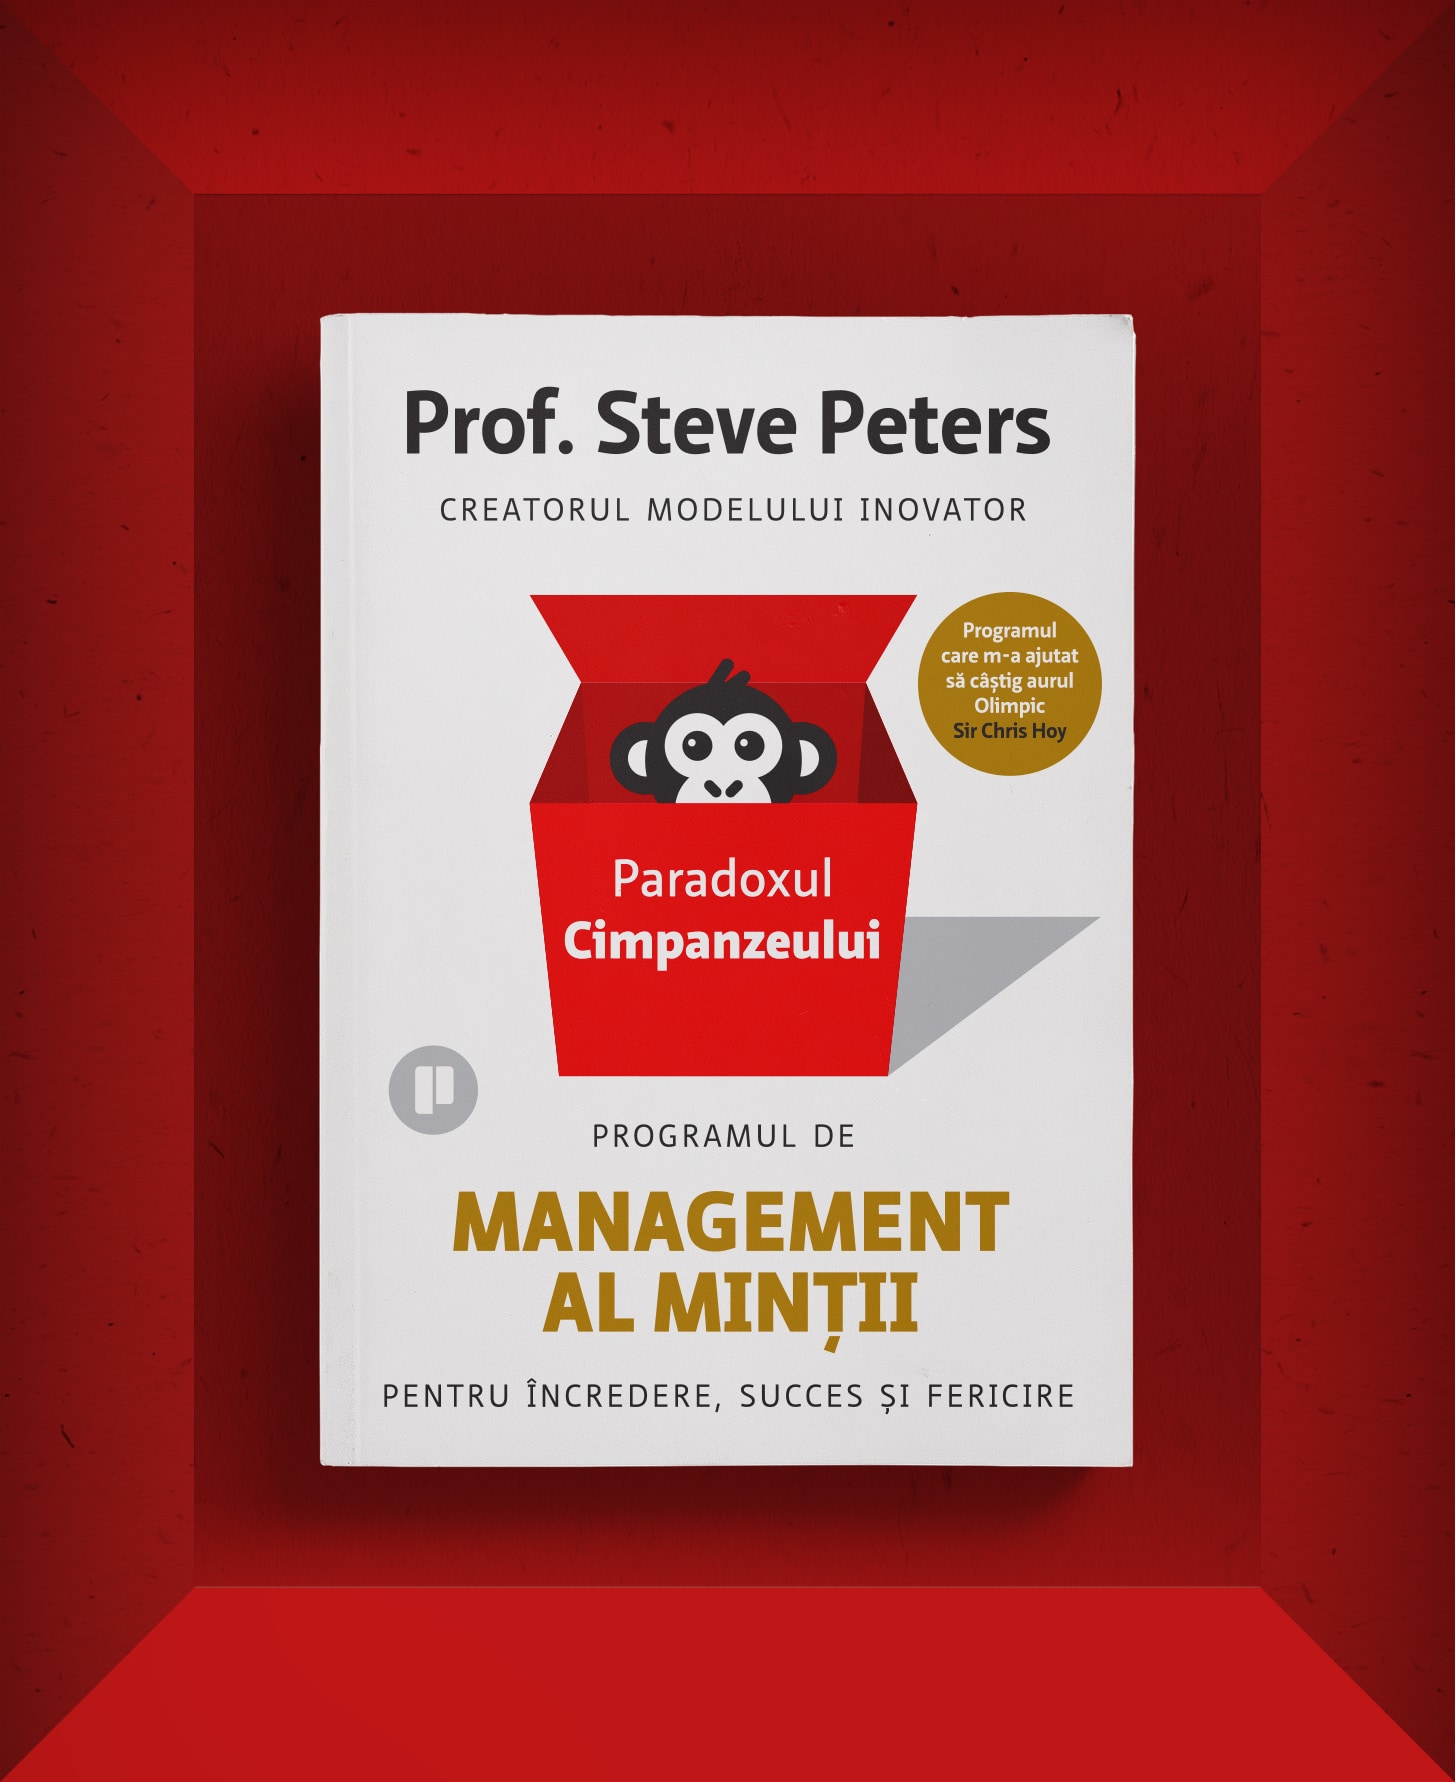 Prof. Steve Peters
CREATORUL MODELULUI INOVATOR
Programul
care m-a ajutat
să câștig aurul
Olimpic
Sir Chris Hoy
Paradoxul
Cimpanzeului
PROGRAMUL DE
MANAGEMENT
AL MINȚII
PENTRU ÎNCREDERE, SUCCES ȘI FERICIRE